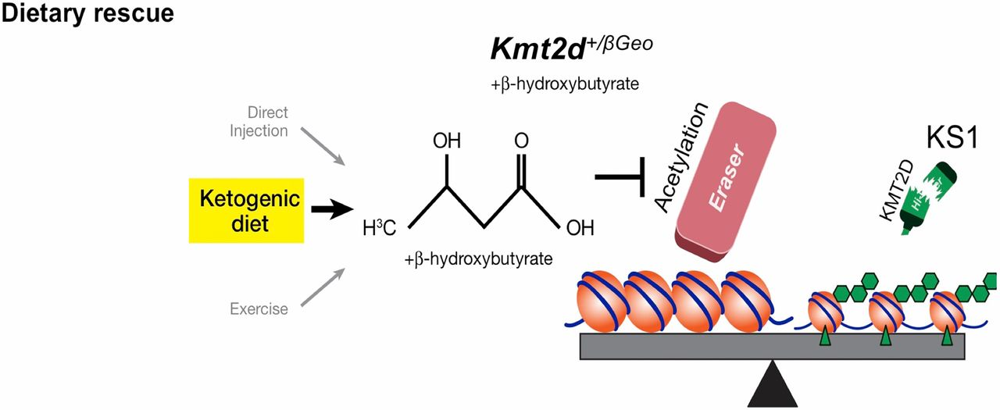 Dietary rescue
Kmt2d+/βGeo
+β-hydroxybutyrate
Direct
Injection
Ketogenic
diet
Exercise
OH
O
H3C
OH
+β-hydroxybutyrate
Acetylation
Eraser
KS1
KMT2D